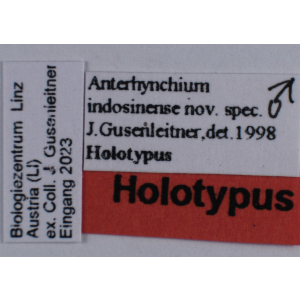 Biologiezentrum Linz
Austria (LI)
ex. Coll. J. Gusenleitner
Eingang 2023
Anterhynchium ♂
indosinense nov. spec.
J.Gusenleitner,det.1998
Holotypus
Holotypus